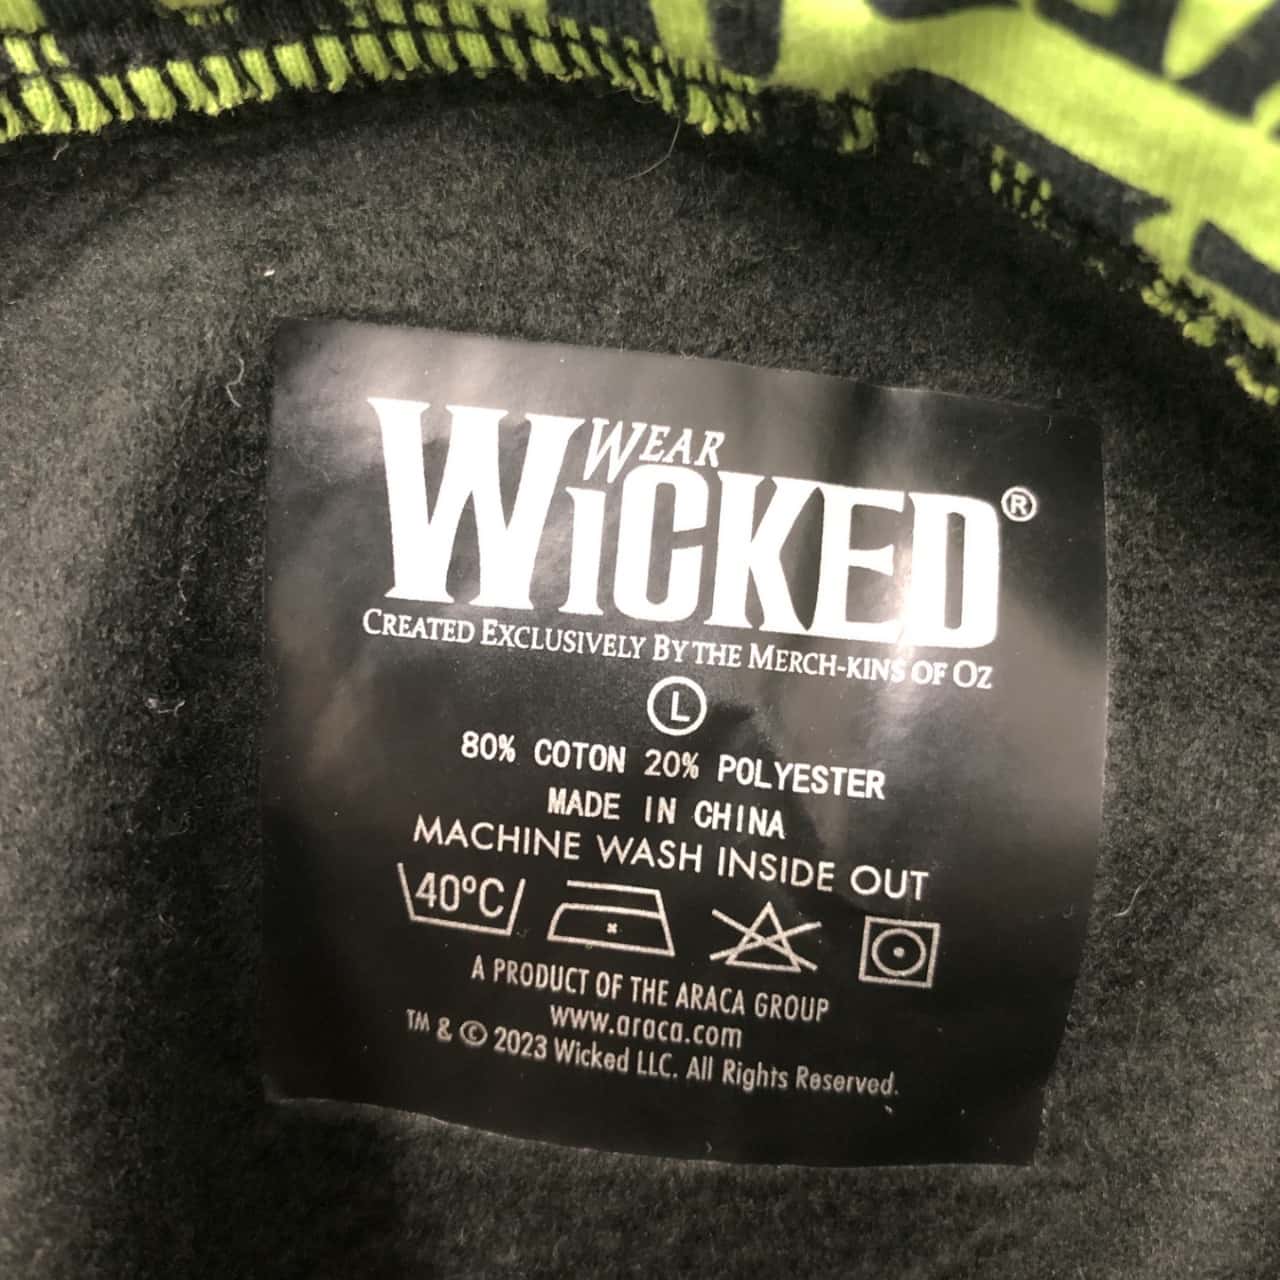 WEAR
WiCKED®
CREATED EXCLUSIVELY BY THE MERCH-KINS OF OZ
L
80% COTON 20% POLYESTER
MADE IN CHINA
MACHINE WASH INSIDE OUT
40°C
A PRODUCT OF THE ARACA GROUP
www.araca.com
TM & © 2023 Wicked LLC. All Rights Reserved.